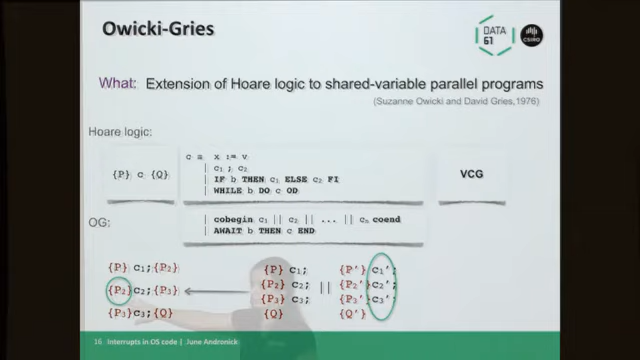 Owicki-Gries
DATA
61
CSIRO
What: Extension of Hoare logic to shared-variable parallel programs
(Suzanne Owicki and David Gries,1976)
Hoare logic:
{P} c {Q}
c = x := v
| c₁ ; c₂
| IF b THEN c₁ ELSE c₂ FI
| WHILE b DO c OD
VCG
OG:
| cobegin c₁ || c₂ || ... || cₙ coend
| AWAIT b THEN c END
{P} c₁; {P₂} {P} c₁; {P'} c₁';
{P₂} c₂; {P₃} {P₂} c₂; || {P₂'} c₂';
{P₃} c₃; {Q} {P₃} c₃; {P₃'} c₃';
{Q} {Q'}
16 Interrupts in OS code | June Andronick